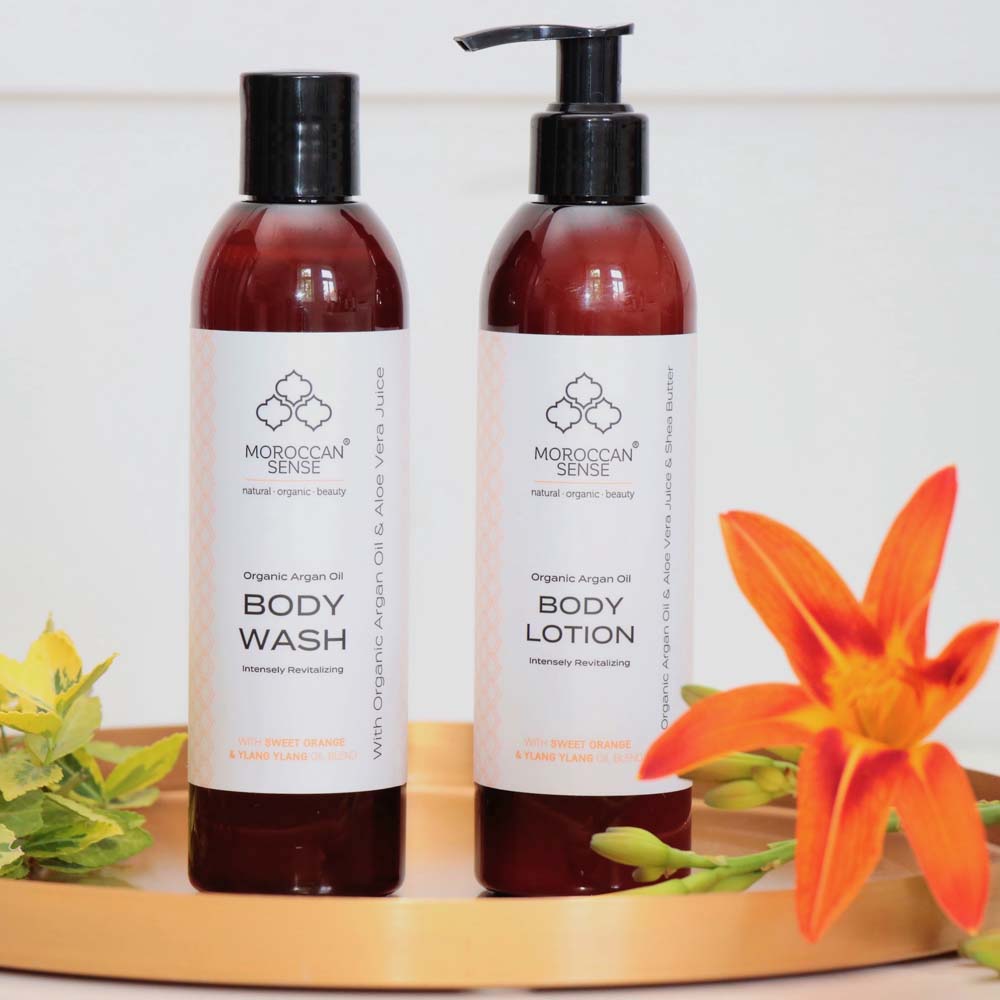 MOROCCAN®
SENSE
natural · organic · beauty
Organic Argan Oil
BODY
WASH
Intensely Revitalizing
WITH SWEET ORANGE
& YLANG YLANG OIL BLEND
With Organic Argan Oil & Aloe Vera Juice
MOROCCAN®
SENSE
natural · organic · beauty
Organic Argan Oil
BODY
LOTION
Intensely Revitalizing
WITH SWEET ORANGE
& YLANG YLANG OIL BLEND
Organic Argan Oil & Aloe Vera Juice & Shea Butter